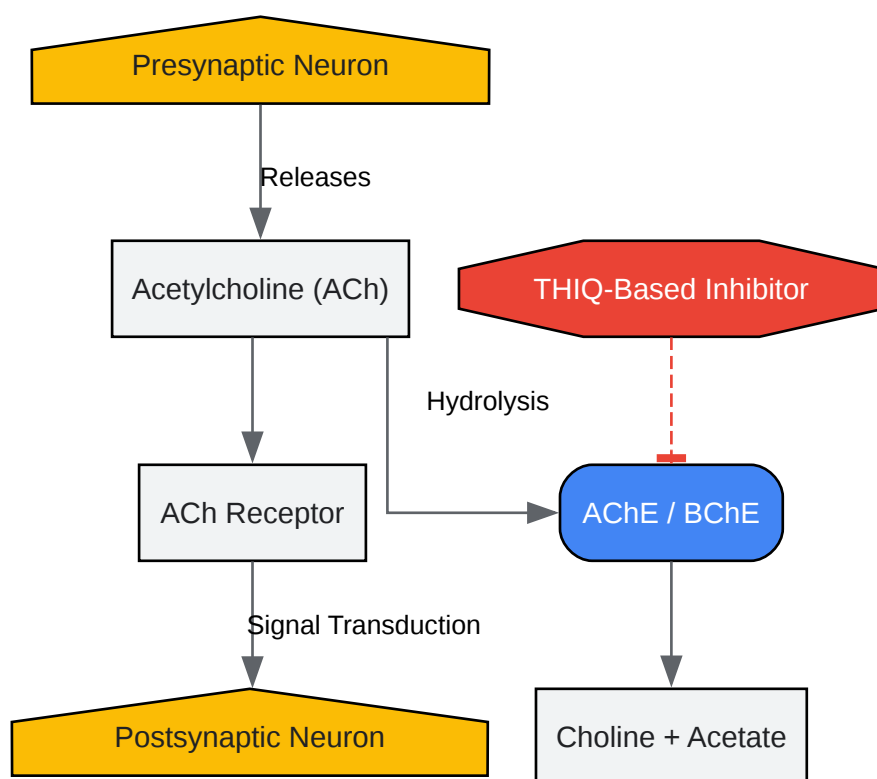 Presynaptic Neuron
Releases
Acetylcholine (ACh)
THIQ-Based Inhibitor
Hydrolysis
ACh Receptor
AChE / BChE
Signal Transduction
Postsynaptic Neuron
Choline + Acetate